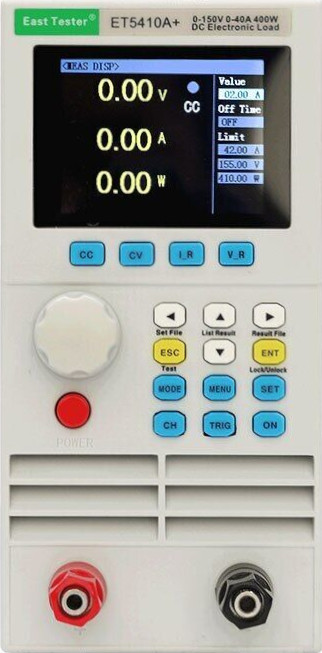 East Tester® ET5410A+ 0-150V 0-40A 400W
DC Electronic Load
<MEAS DISP>
Value
0.00 V
02.00 A
CC
Off Time
OFF
0.00 A
Limit
42.00 A
155.00 V
0.00 W
410.00 W
CC CV I_R V_R
Set File List Result Result File
ESC ENT
Test Lock/Unlock
MODE MENU SET
CH TRIG ON
POWER